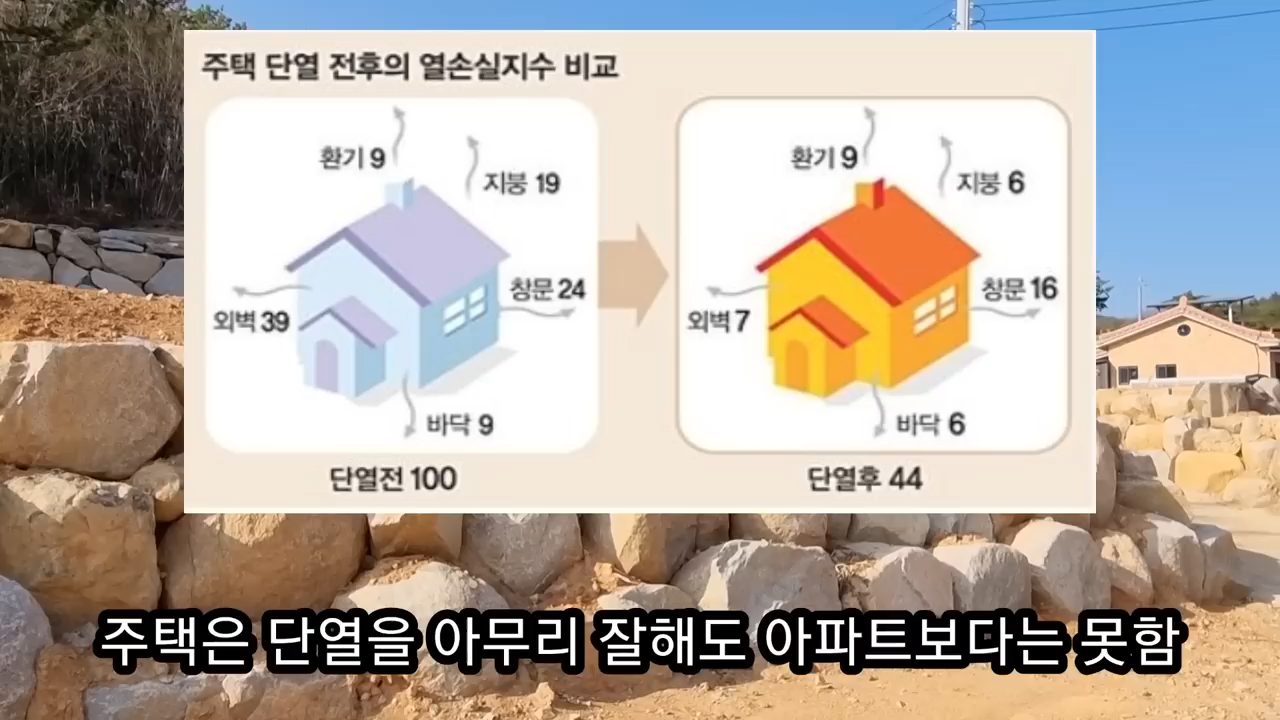 주택 단열 전후의 열손실지수 비교
환기 9
지붕 19
창문 24
외벽 39
바닥 9
단열전 100
환기 9
지붕 6
창문 16
외벽 7
바닥 6
단열후 44
주택은 단열을 아무리 잘해도 아파트보다는 못함